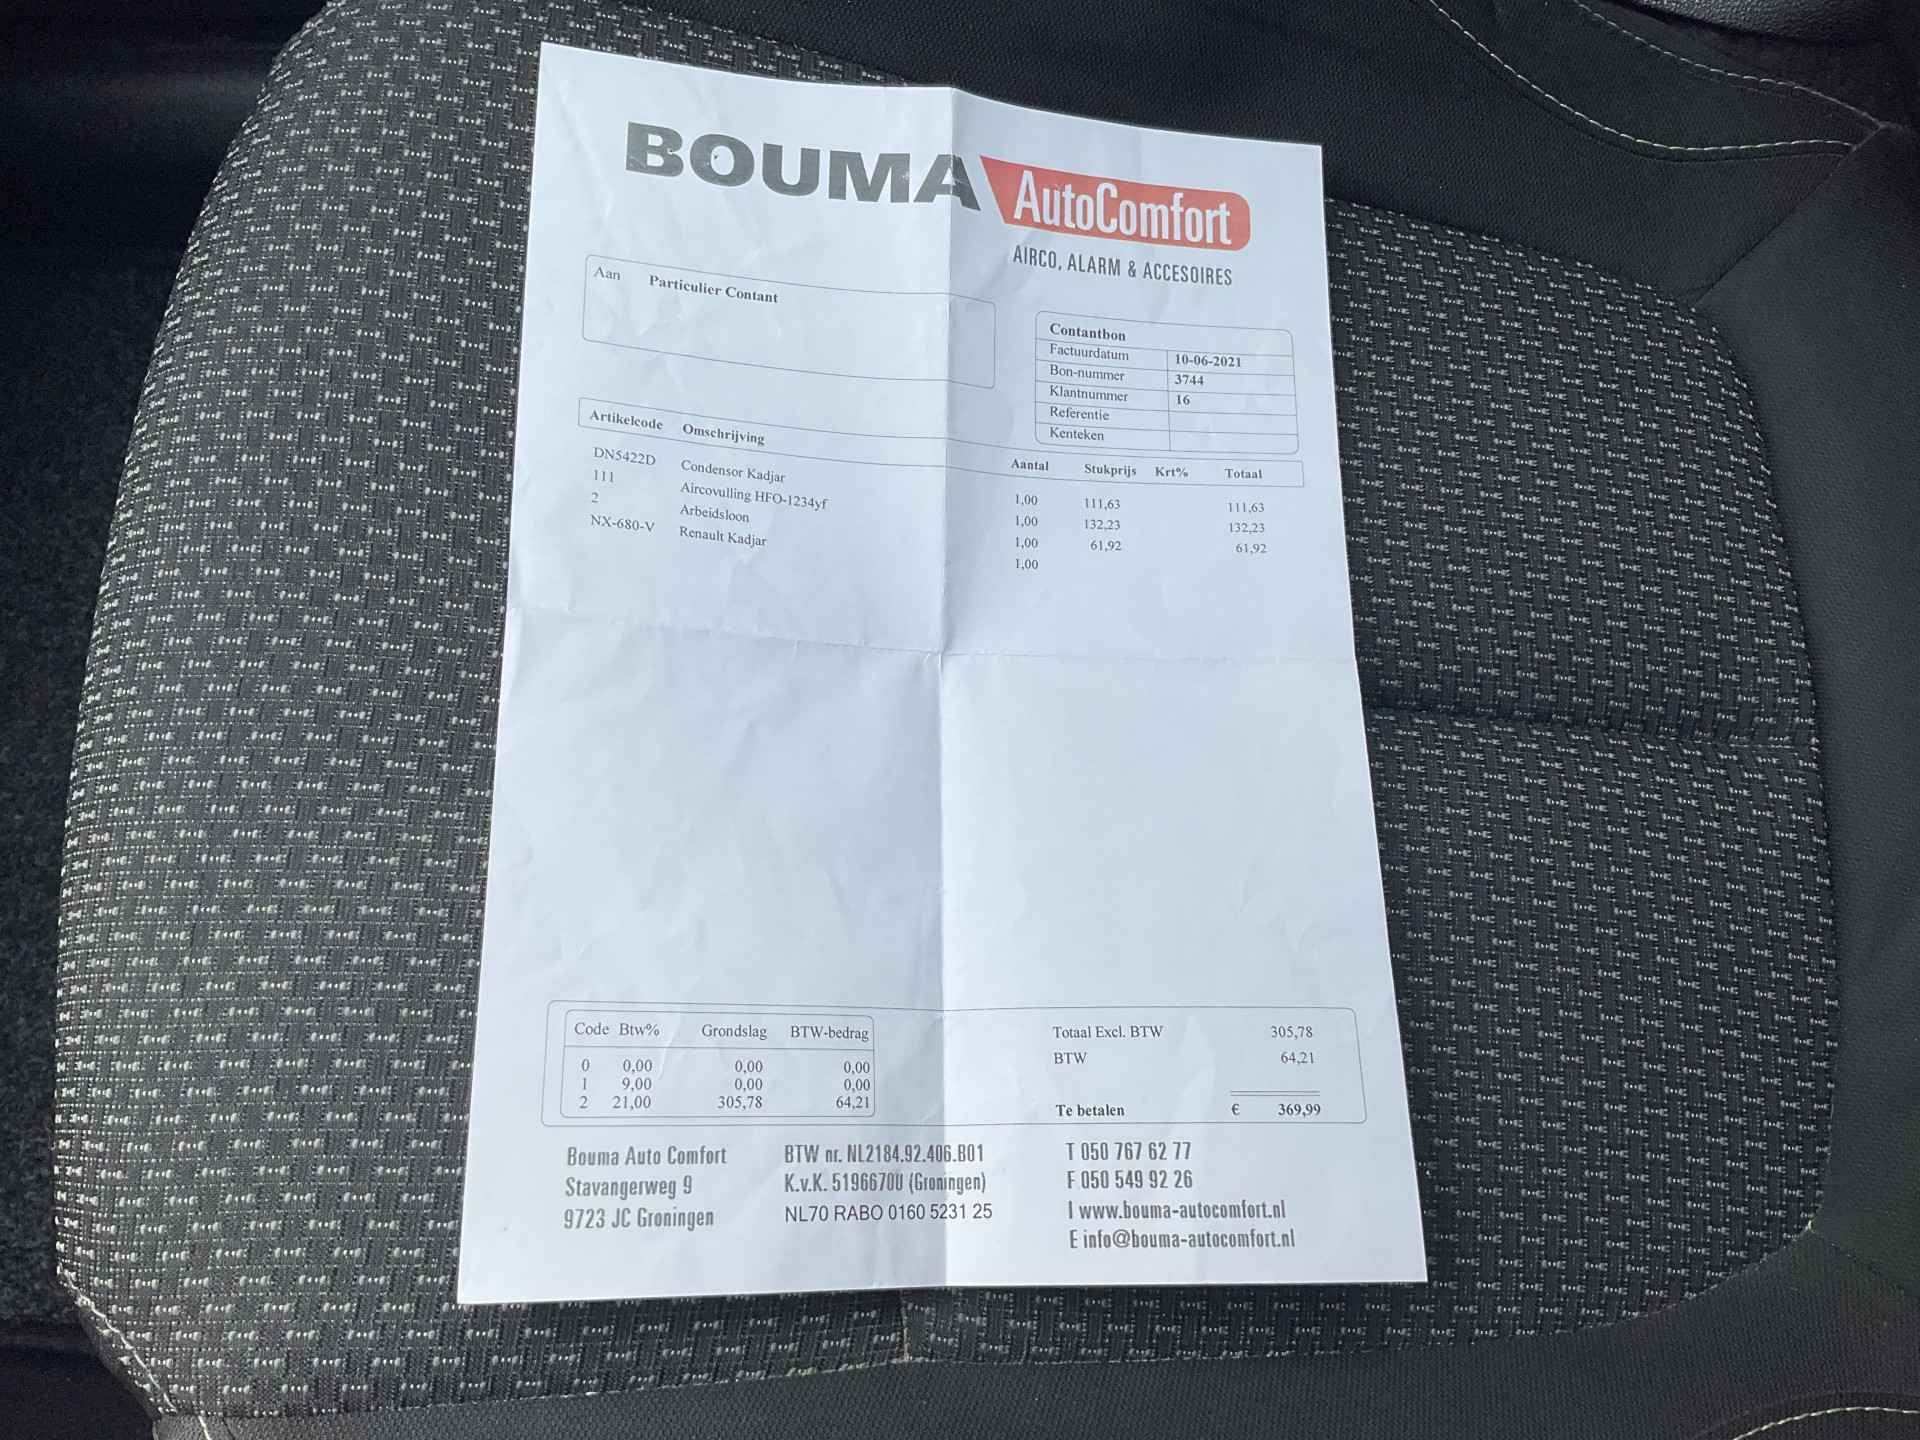 BOUMA AutoComfort
AIRCO, ALARM & ACCESOIRES
Aan Particulier Contant
Contantbon
Factuurdatum 10-06-2021
Bon-nummer 3744
Klantnummer 16
Referentie
Kenteken
Artikelcode Omschrijving Aantal Stukprijs Krt% Totaal
DN5422D Condensor Kadjar 1,00 111,63 111,63
111 Aircovulling HFO-1234yf 1,00 132,23 132,23
2 Arbeidsloon 1,00 61,92 61,92
NX-680-V Renault Kadjar 1,00
Code Btw% Grondslag BTW-bedrag
0 0,00 0,00 0,00
1 9,00 0,00 0,00
2 21,00 305,78 64,21
Totaal Excl. BTW 305,78
BTW 64,21
Te betalen € 369,99
Bouma Auto Comfort
Stavangerweg 9
9723 JC Groningen
BTW nr. NL2184.92.406.B01
K.v.K. 51966700 (Groningen)
NL70 RABO 0160 5231 25
T 050 767 62 77
F 050 549 92 26
I www.bouma-autocomfort.nl
E info@bouma-autocomfort.nl